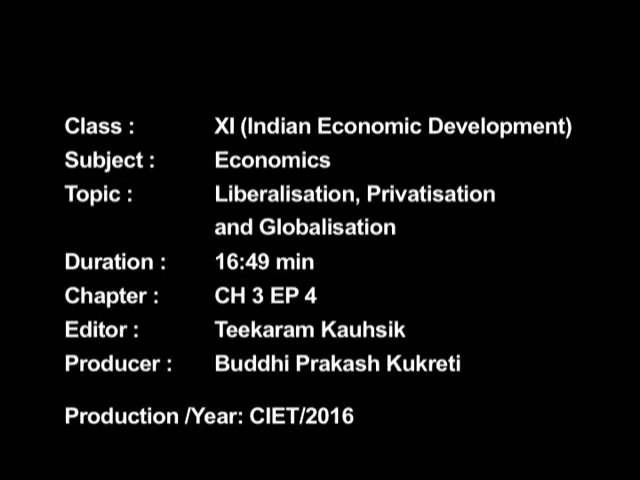 Class : XI (Indian Economic Development)
Subject : Economics
Topic : Liberalisation, Privatisation
and Globalisation
Duration : 16:49 min
Chapter : CH 3 EP 4
Editor : Teekaram Kauhsik
Producer : Buddhi Prakash Kukreti
Production /Year: CIET/2016